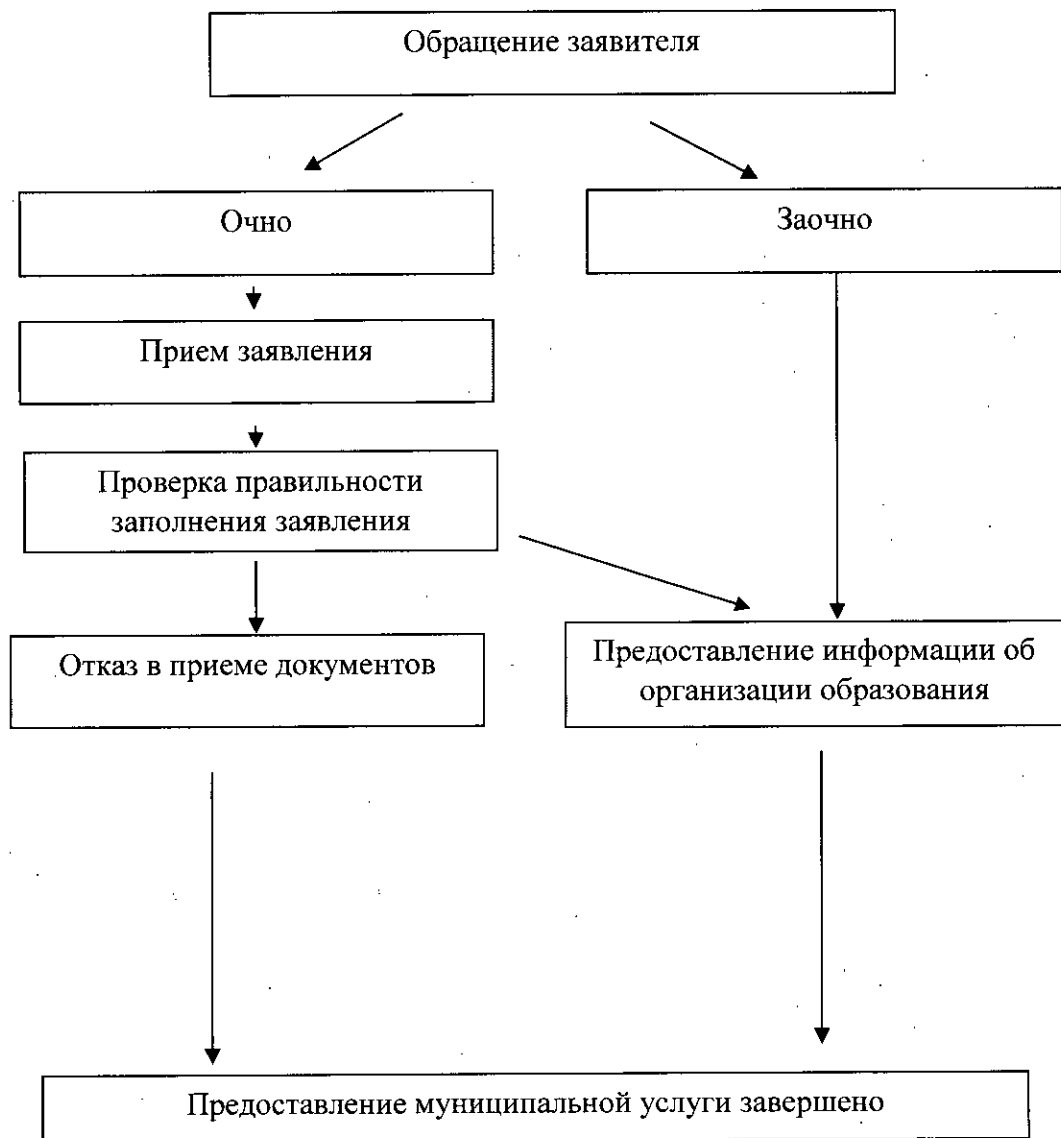 Обращение заявителя
Очно
Заочно
Прием заявления
Проверка правильности
заполнения заявления
Отказ в приеме документов
Предоставление информации об
организации образования
Предоставление муниципальной услуги завершено